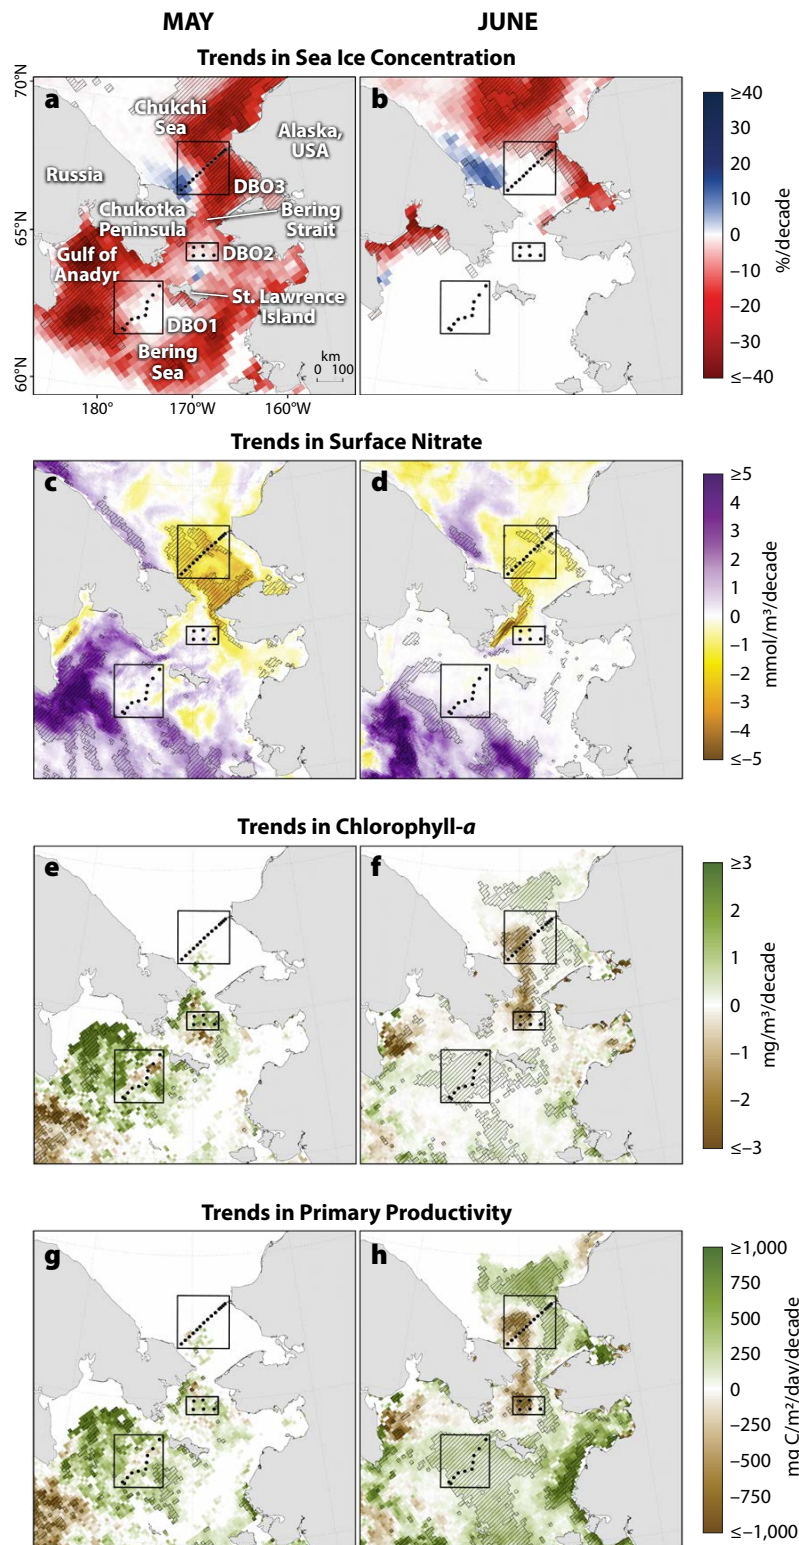 MAY
JUNE
Trends in Sea Ice Concentration
70°N
65°N
60°N
a
Chukchi
Sea
Alaska,
USA
Russia
DBO3
Chukotka
Peninsula
Bering
Strait
Gulf of
Anadyr
DBO2
St. Lawrence
Island
DBO1
Bering
Sea
km
0 100
180°
170°W
160°W
b
≥40
30
20
10
0
−10
−20
−30
≤−40
%/decade
Trends in Surface Nitrate
c
d
≥5
4
3
2
1
0
−1
−2
−3
−4
≤−5
mmol/m³/decade
Trends in Chlorophyll-a
e
f
≥3
2
1
0
−1
−2
≤−3
mg/m³/decade
Trends in Primary Productivity
g
h
≥1,000
750
500
250
0
−250
−500
−750
≤−1,000
mg C/m²/day/decade